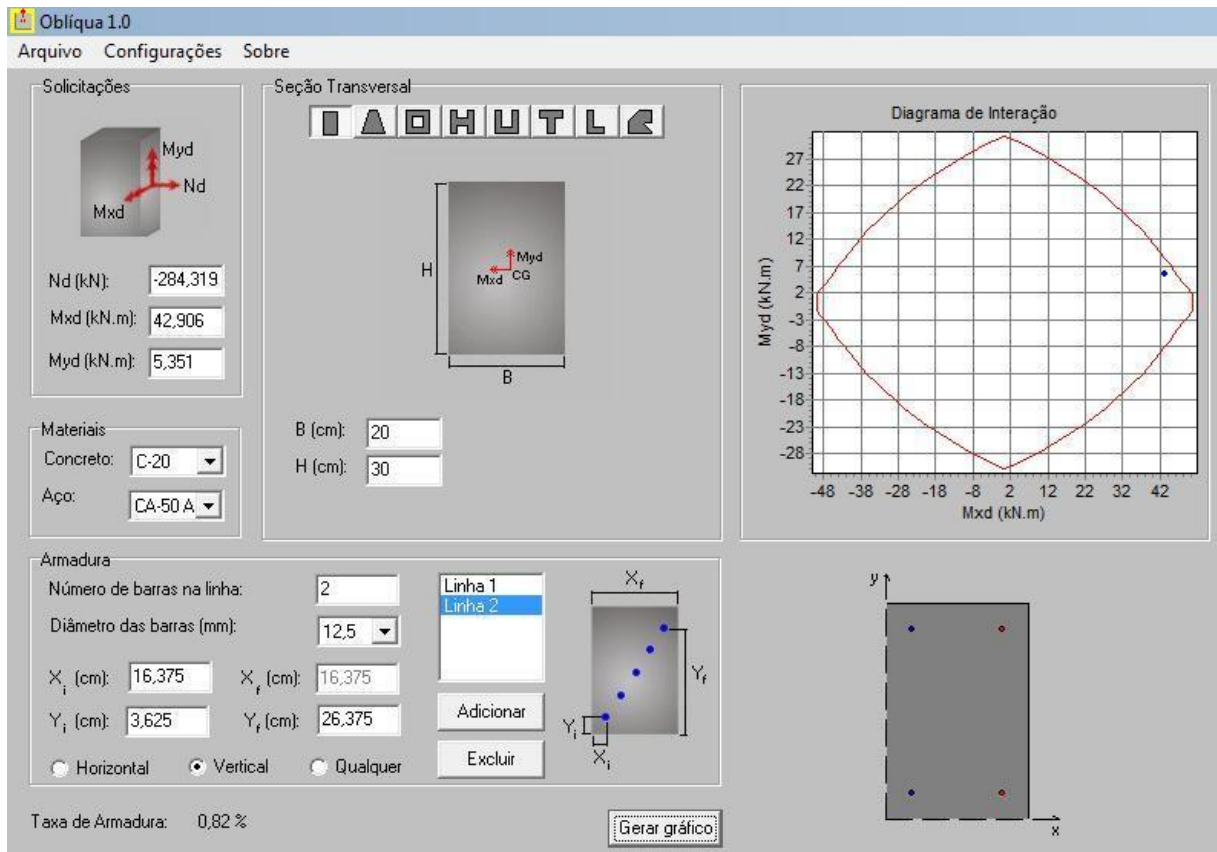 Oblíqua 1.0
Arquivo Configurações Sobre
Solicitações
Myd
Nd
Mxd
Nd (kN): -284,319
Mxd (kN.m): 42,906
Myd (kN.m): 5,351
Materiais
Concreto: C-20
Aço: CA-50 A
Seção Transversal
H
Myd
Mxd CG
B
B (cm): 20
H (cm): 30
Diagrama de Interação
Myd (kN.m)
27
22
17
12
7
2
-3
-8
-13
-18
-23
-28
-48 -38 -28 -18 -8 2 12 22 32 42
Mxd (kN.m)
Armadura
Número de barras na linha: 2
Diâmetro das barras (mm): 12,5
Xi (cm): 16,375 Xf (cm): 16,375
Yi (cm): 3,625 Yf (cm): 26,375
Horizontal Vertical Qualquer
Linha 1
Linha 2
Adicionar
Excluir
Xf
Yf
Yi
Xi
Taxa de Armadura: 0,82 %
Gerar gráfico
y
x